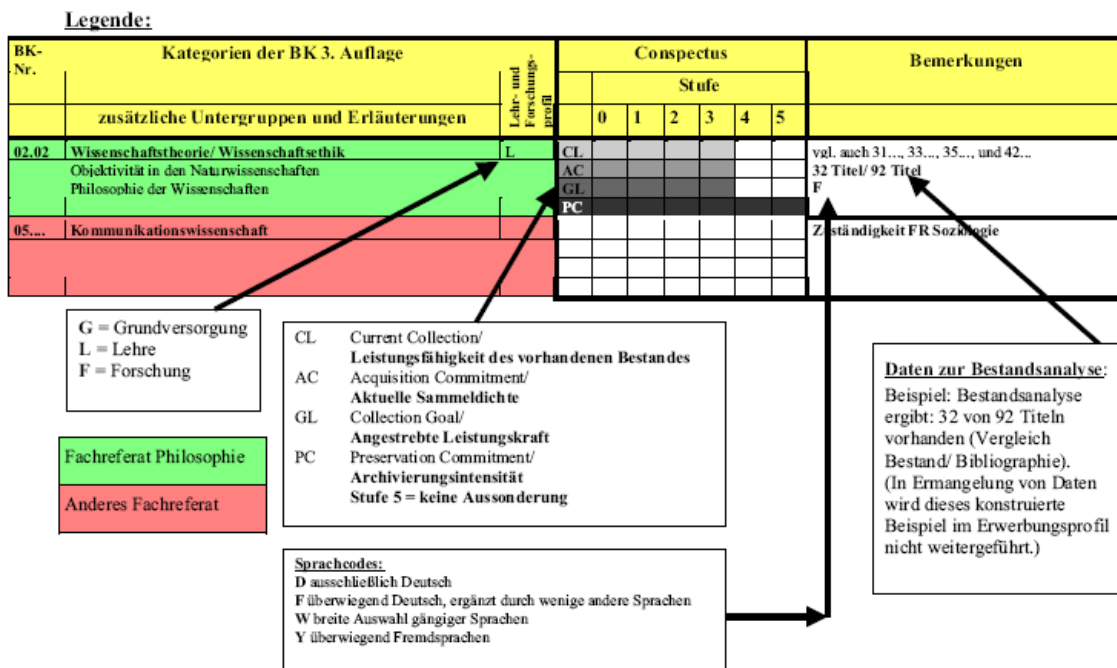 Legende:
BK-Nr.
Kategorien der BK 3. Auflage
Lehr- und Forschungs-profil
Conspectus
Bemerkungen
Stufe
zusätzliche Untergruppen und Erläuterungen
0 1 2 3 4 5
02.02 Wissenschaftstheorie/ Wissenschaftsethik L CL vgl. auch 31..., 33..., 35..., und 42...
Objektivität in den Naturwissenschaften AC 32 Titel/ 92 Titel
Philosophie der Wissenschaften GL F
PC
05.... Kommunikationswissenschaft Zuständigkeit FR Soziologie
G = Grundversorgung
L = Lehre
F = Forschung
CL Current Collection/
Leistungsfähigkeit des vorhandenen Bestandes
AC Acquisition Commitment/
Aktuelle Sammeldichte
GL Collection Goal/
Angestrebte Leistungskraft
PC Preservation Commitment/
Archivierungsintensität
Stufe 5 = keine Aussonderung
Daten zur Bestandsanalyse:
Beispiel: Bestandsanalyse
ergibt: 32 von 92 Titeln
vorhanden (Vergleich
Bestand/ Bibliographie).
(In Ermangelung von Daten
wird dieses konstruierte
Beispiel im Erwerbungsprofil
nicht weitergeführt.)
Fachreferat Philosophie
Anderes Fachreferat
Sprachcodes:
D ausschließlich Deutsch
F überwiegend Deutsch, ergänzt durch wenige andere Sprachen
W breite Auswahl gängiger Sprachen
Y überwiegend Fremdsprachen